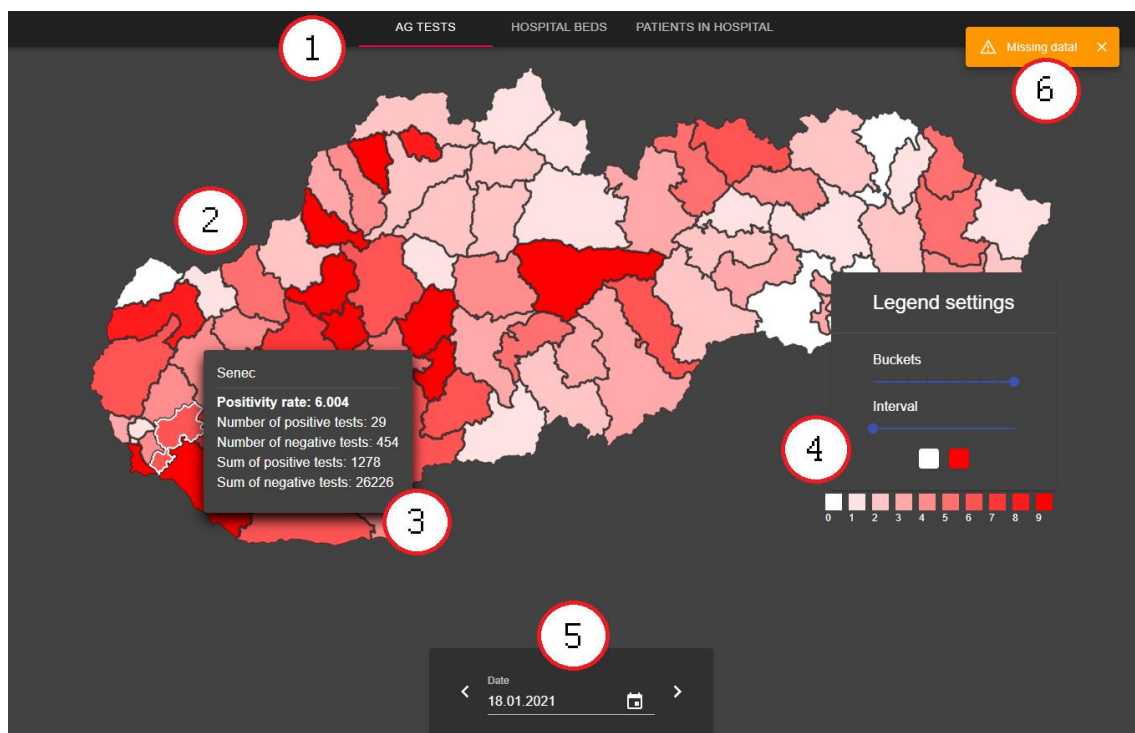 AG TESTS HOSPITAL BEDS PATIENTS IN HOSPITAL
1
Missing data!
6
2
Legend settings
Buckets
Interval
4
0 1 2 3 4 5 6 7 8 9
Senec
Positivity rate: 6.004
Number of positive tests: 29
Number of negative tests: 454
Sum of positive tests: 1278
Sum of negative tests: 26226
3
5
Date
18.01.2021